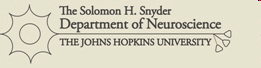 The Solomon H. Snyder
Department of Neuroscience
THE JOHNS HOPKINS UNIVERSITY